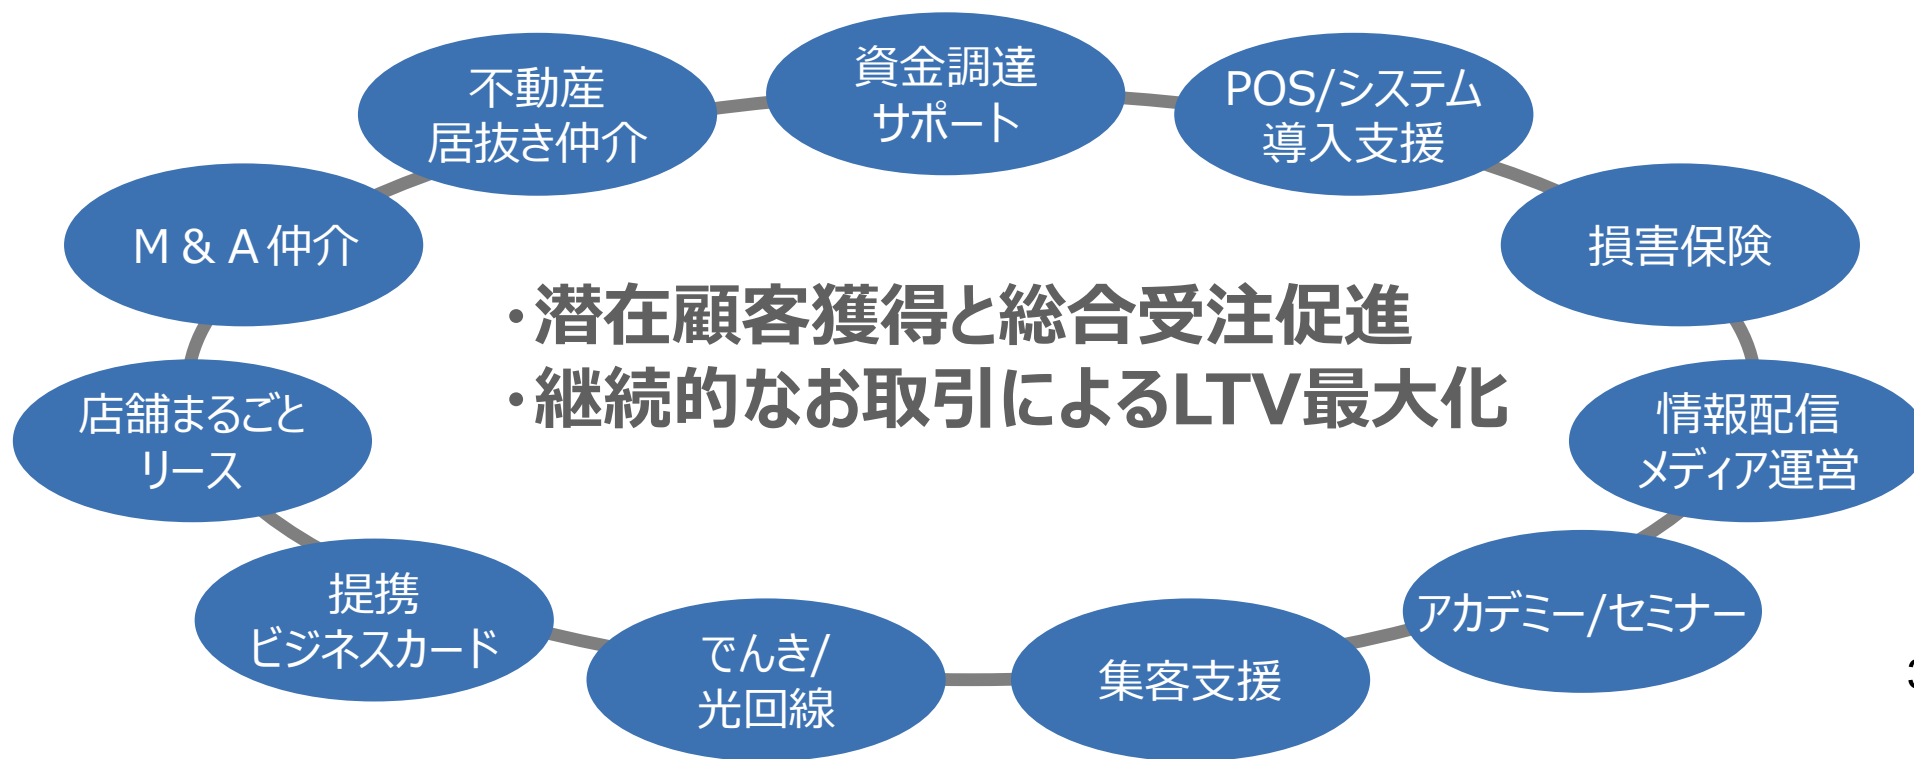 資金調達
サポート
POS/システム
導入支援
損害保険
情報配信
メディア運営
アカデミー/セミナー
集客支援
でんき/
光回線
提携
ビジネスカード
店舗まるごと
リース
M & A 仲介
不動産
居抜き仲介
・潜在顧客獲得と総合受注促進
・継続的なお取引によるLTV最大化